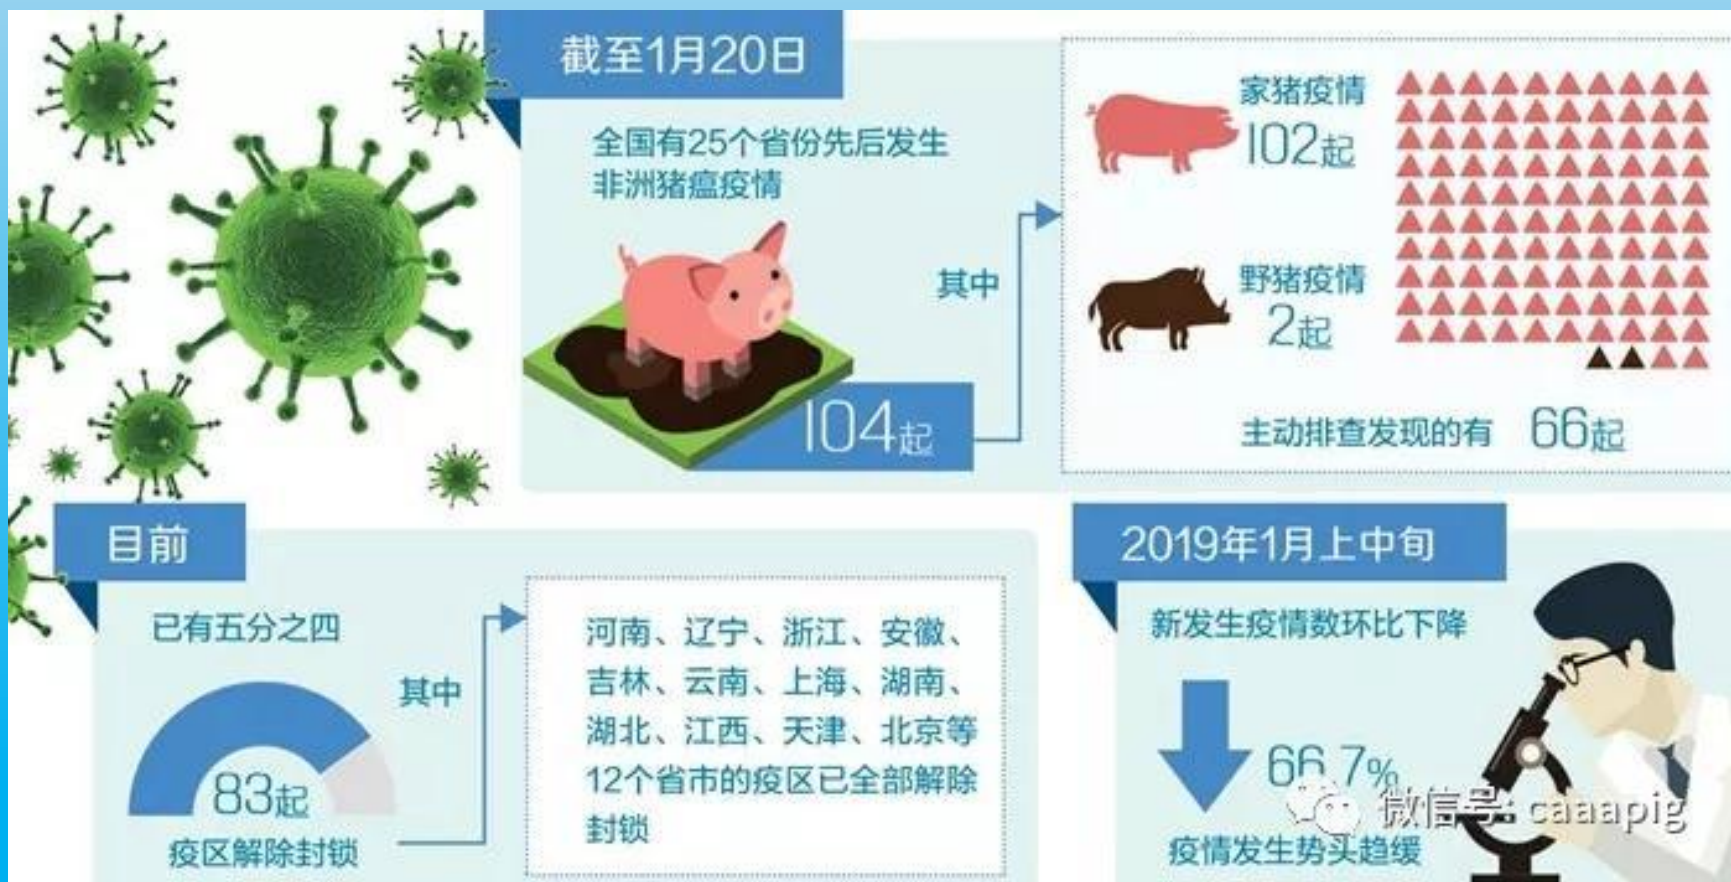 截至1月20日
全国有25个省份先后发生
非洲猪瘟疫情
104起
其中
家猪疫情
102起
野猪疫情
2起
主动排查发现的有 66起
目前
已有五分之四
83起
疫区解除封锁
其中
河南、辽宁、浙江、安徽、
吉林、云南、上海、湖南、
湖北、江西、天津、北京等
12个省市的疫区已全部解除
封锁
2019年1月上中旬
新发生疫情数环比下降
66.7%
疫情发生势头趋缓
微信号: caaapig